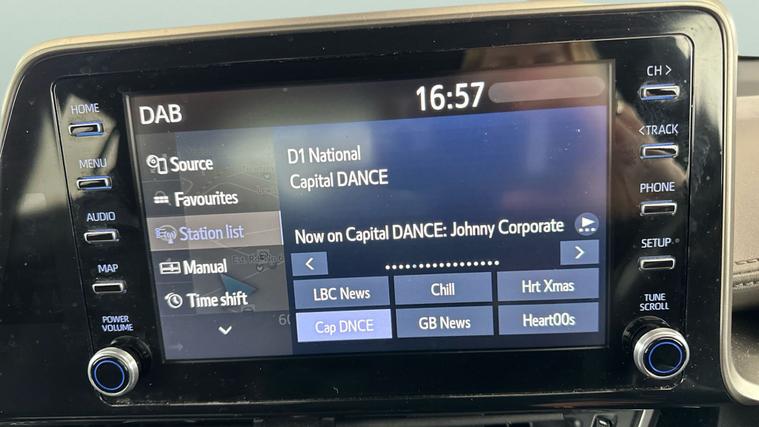 DAB
16:57
D1 National
Capital DANCE
Now on Capital DANCE: Johnny Corporate
Source
Favourites
Station list
Manual
Time shift
LBC News
Chill
Hrt Xmas
Cap DNCE
GB News
Heart00s
HOME
MENU
AUDIO
MAP
POWER
VOLUME
CH >
< TRACK
PHONE
SETUP
TUNE
SCROLL